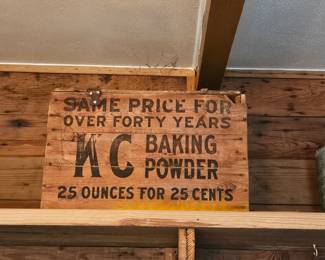 SAME PRICE FOR
OVER FORTY YEARS
KC BAKING
POWDER
25 OUNCES FOR 25 CENTS